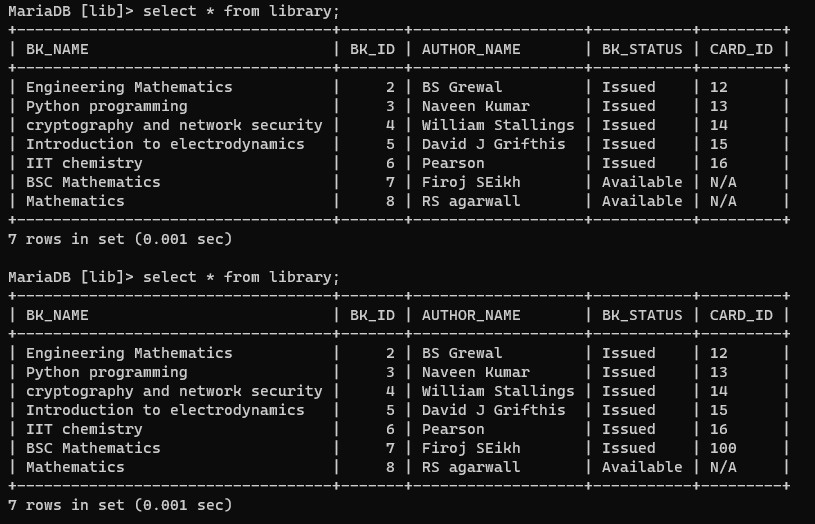 MariaDB [lib]> select * from library;
+-----------------------------------+-------+-------------------+-----------+---------+
| BK_NAME                           | BK_ID | AUTHOR_NAME       | BK_STATUS | CARD_ID |
+-----------------------------------+-------+-------------------+-----------+---------+
| Engineering Mathematics           |     2 | BS Grewal         | Issued    | 12      |
| Python programming                |     3 | Naveen Kumar      | Issued    | 13      |
| cryptography and network security |     4 | William Stallings | Issued    | 14      |
| Introduction to electrodynamics   |     5 | David J Grifthis  | Issued    | 15      |
| IIT chemistry                     |     6 | Pearson           | Issued    | 16      |
| BSC Mathematics                   |     7 | Firoj SEikh       | Available | N/A     |
| Mathematics                       |     8 | RS agarwall       | Available | N/A     |
+-----------------------------------+-------+-------------------+-----------+---------+
7 rows in set (0.001 sec)
MariaDB [lib]> select * from library;
+-----------------------------------+-------+-------------------+-----------+---------+
| BK_NAME                           | BK_ID | AUTHOR_NAME       | BK_STATUS | CARD_ID |
+-----------------------------------+-------+-------------------+-----------+---------+
| Engineering Mathematics           |     2 | BS Grewal         | Issued    | 12      |
| Python programming                |     3 | Naveen Kumar      | Issued    | 13      |
| cryptography and network security |     4 | William Stallings | Issued    | 14      |
| Introduction to electrodynamics   |     5 | David J Grifthis  | Issued    | 15      |
| IIT chemistry                     |     6 | Pearson           | Issued    | 16      |
| BSC Mathematics                   |     7 | Firoj SEikh       | Issued    | 100     |
| Mathematics                       |     8 | RS agarwall       | Available | N/A     |
+-----------------------------------+-------+-------------------+-----------+---------+
7 rows in set (0.001 sec)